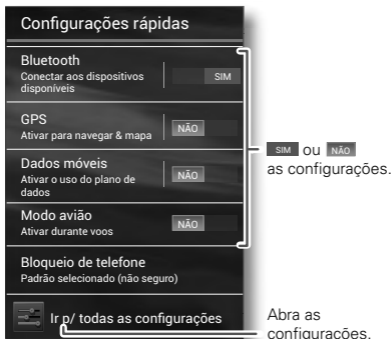 Configurações rápidas
Bluetooth
Conectar aos dispositivos
disponíveis
SIM
GPS
Ativar para navegar & mapa
NÃO
Dados móveis
Ativar o uso do plano de
dados
NÃO
Modo avião
Ativar durante voos
NÃO
Bloqueio de telefone
Padrão selecionado (não seguro)
Ir p/ todas as configurações
SIM ou NÃO
as configurações.
Abra as
configurações.